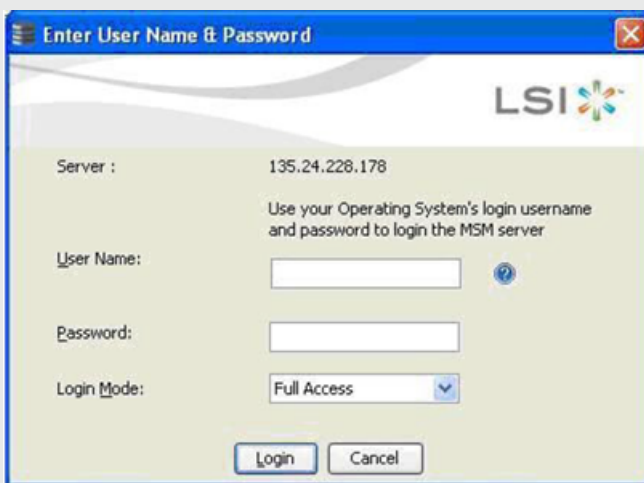 Enter User Name & Password
LSI
Server : 135.24.228.178
Use your Operating System's login username
and password to login the MSM server
User Name:
?
Password:
Login Mode: Full Access
Login Cancel